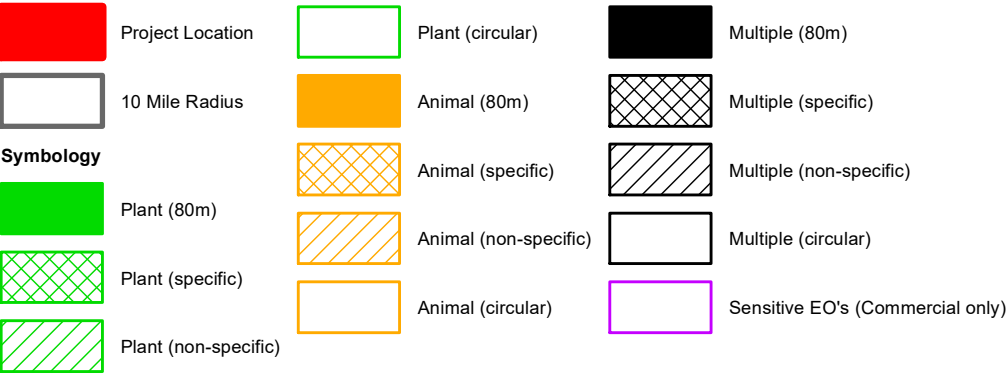 Project Location
10 Mile Radius
Symbology
Plant (80m)
Plant (specific)
Plant (non-specific)
Plant (circular)
Animal (80m)
Animal (specific)
Animal (non-specific)
Animal (circular)
Multiple (80m)
Multiple (specific)
Multiple (non-specific)
Multiple (circular)
Sensitive EO's (Commercial only)